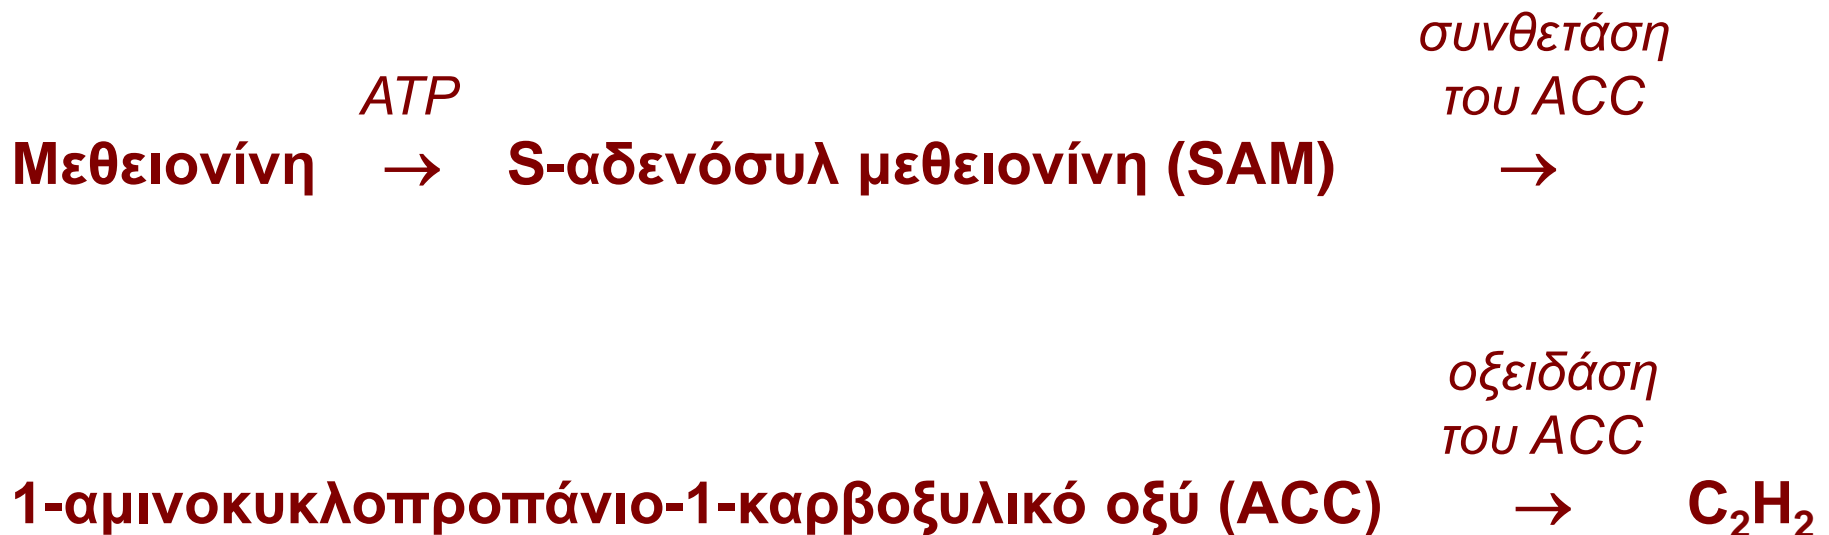 συνθετάση
ATP του ACC
Μεθειονίνη → S-αδενόσυλ μεθειονίνη (SAM) →
οξειδάση
του ACC
1-αμινοκυκλοπροπάνιο-1-καρβοξυλικό οξύ (ACC) → C₂H₂